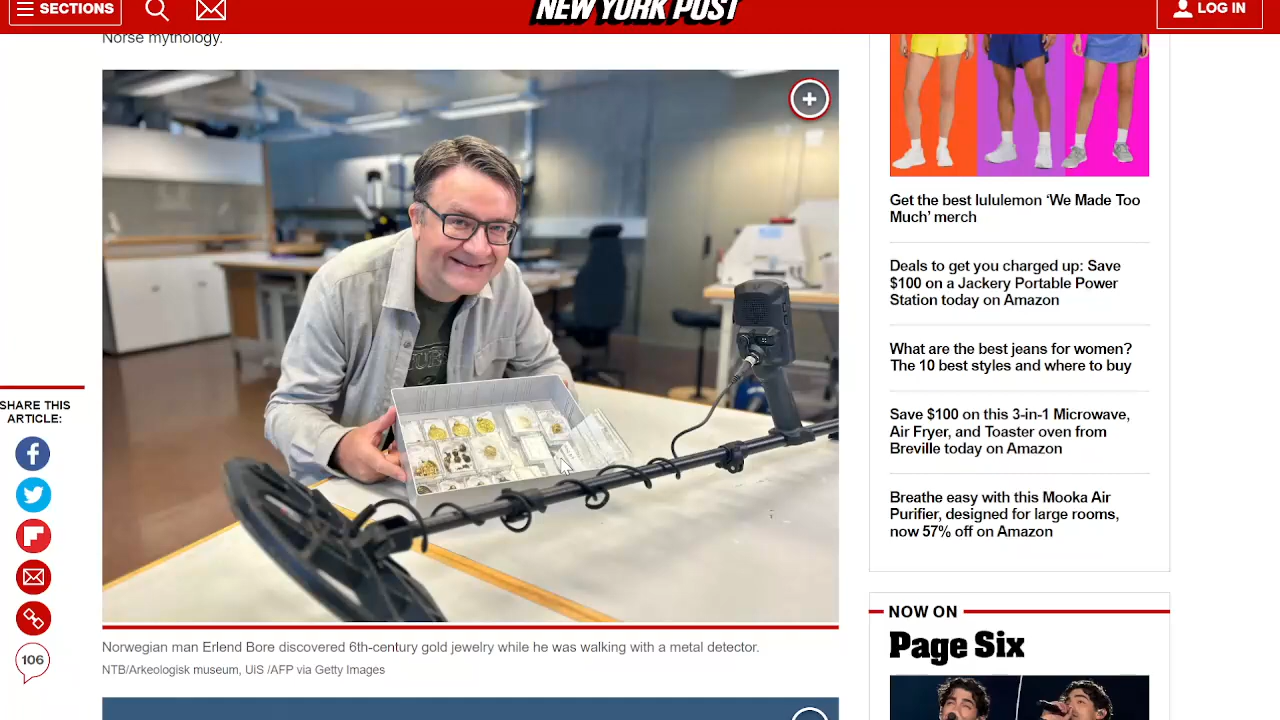 SECTIONS
NEW YORK POST
LOG IN
Norse mythology.
SHARE THIS
ARTICLE:
106
Norwegian man Erlend Bore discovered 6th-century gold jewelry while he was walking with a metal detector.
NTB/Arkeologisk museum, UiS /AFP via Getty Images
Get the best lululemon ‘We Made Too
Much’ merch
Deals to get you charged up: Save
$100 on a Jackery Portable Power
Station today on Amazon
What are the best jeans for women?
The 10 best styles and where to buy
Save $100 on this 3-in-1 Microwave,
Air Fryer, and Toaster oven from
Breville today on Amazon
Breathe easy with this Mooka Air
Purifier, designed for large rooms,
now 57% off on Amazon
NOW ON
Page Six